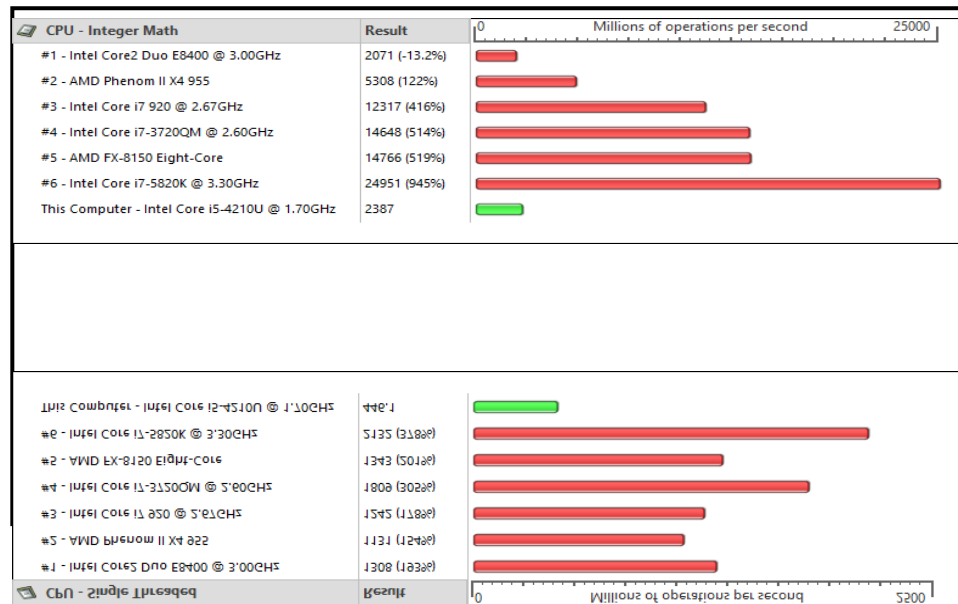 CPU - Integer Math Result 0 Millions of operations per second 25000
#1 - Intel Core2 Duo E8400 @ 3.00GHz 2071 (-13.2%)
#2 - AMD Phenom II X4 955 5308 (122%)
#3 - Intel Core i7 920 @ 2.67GHz 12317 (416%)
#4 - Intel Core i7-3720QM @ 2.60GHz 14648 (514%)
#5 - AMD FX-8150 Eight-Core 14766 (519%)
#6 - Intel Core i7-5820K @ 3.30GHz 24951 (945%)
This Computer - Intel Core i5-4210U @ 1.70GHz 2387
This Computer - Intel Core i5-4210U @ 1.70GHz 446.1
#6 - Intel Core i7-5820K @ 3.30GHz 2132 (378%)
#5 - AMD FX-8150 Eight-Core 1343 (201%)
#4 - Intel Core i7-3720QM @ 2.60GHz 1809 (305%)
#3 - Intel Core i7 920 @ 2.67GHz 1242 (178%)
#2 - AMD Phenom II X4 955 1131 (154%)
#1 - Intel Core2 Duo E8400 @ 3.00GHz 1308 (193%)
CPU - Single Threaded Result 0 Millions of operations per second 2500